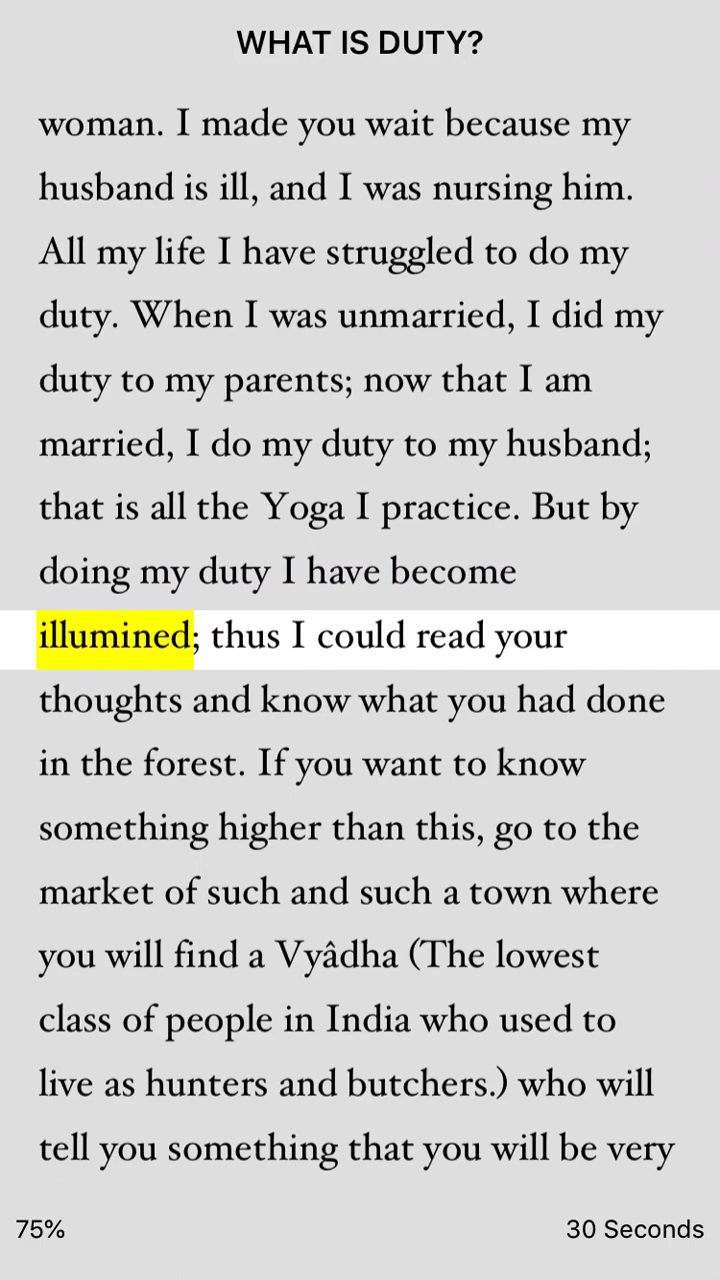 WHAT IS DUTY?
woman. I made you wait because my
husband is ill, and I was nursing him.
All my life I have struggled to do my
duty. When I was unmarried, I did my
duty to my parents; now that I am
married, I do my duty to my husband;
that is all the Yoga I practice. But by
doing my duty I have become
illumined; thus I could read your
thoughts and know what you had done
in the forest. If you want to know
something higher than this, go to the
market of such and such a town where
you will find a Vyâdha (The lowest
class of people in India who used to
live as hunters and butchers.) who will
tell you something that you will be very
75%
30 Seconds